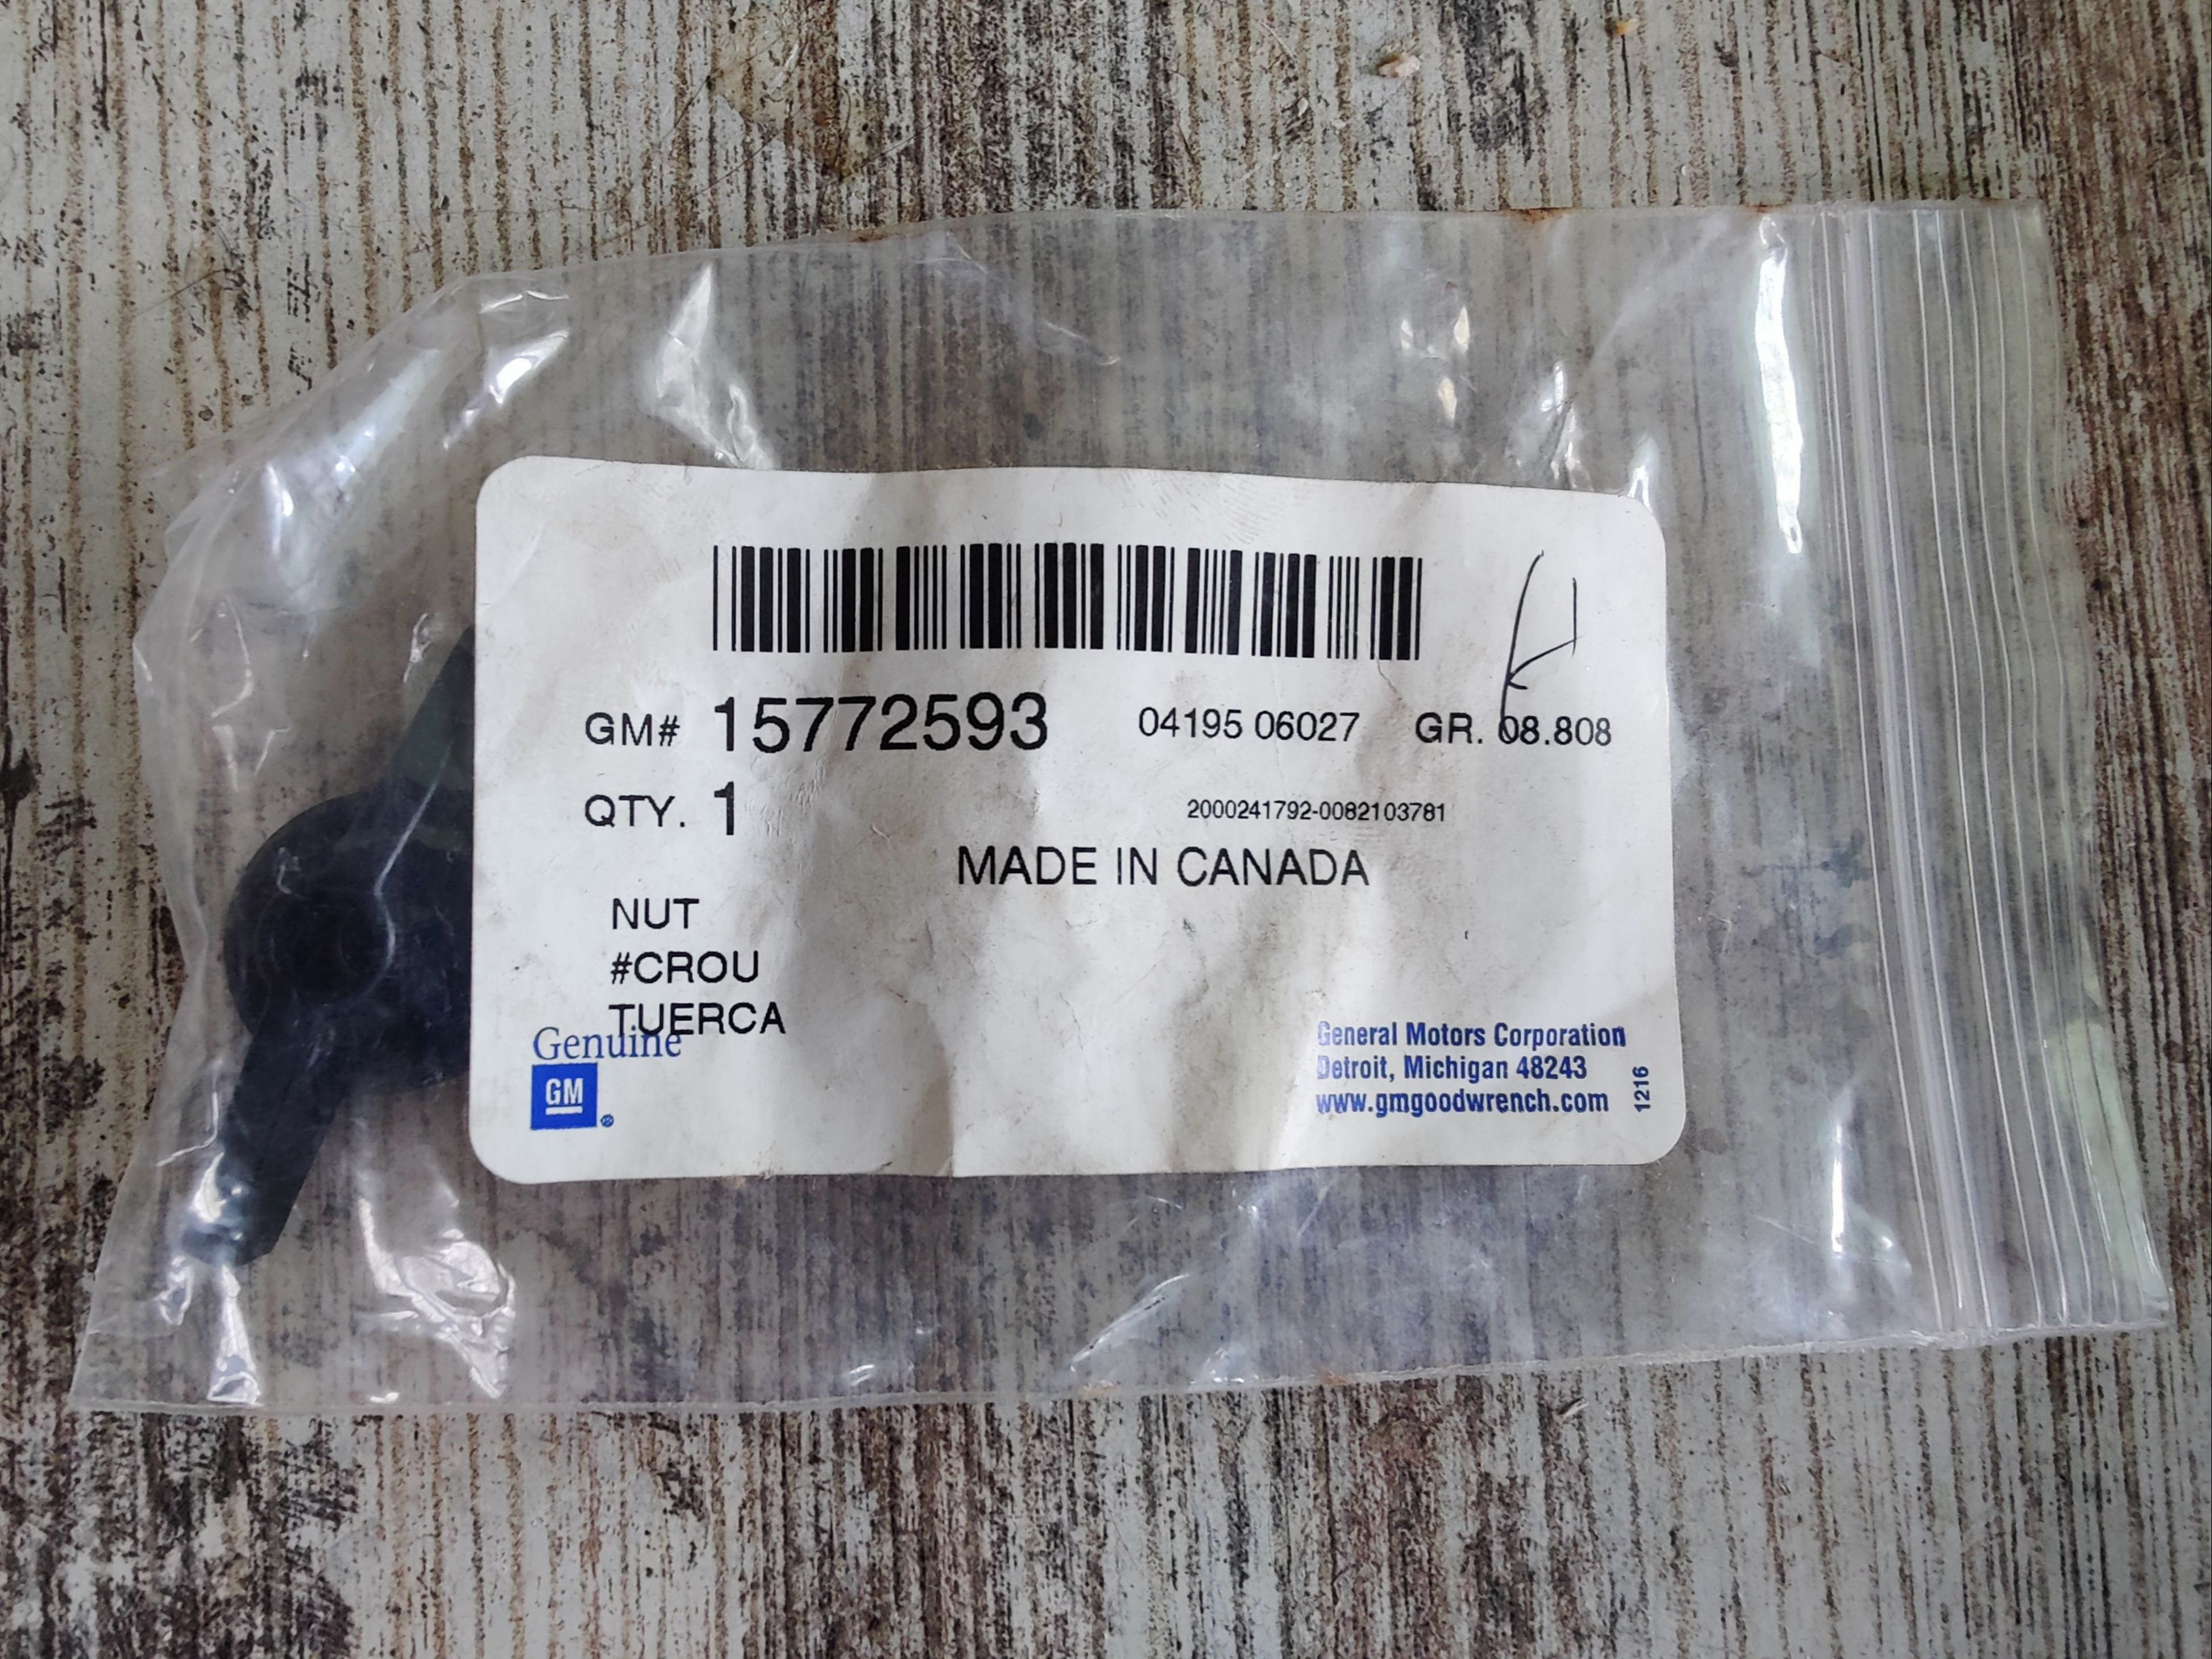 GM# 15772593 04195 06027 GR. 08.808
QTY. 1 2000241792-0082103781
MADE IN CANADA
NUT
#CROU
TUERCA
Genuine
GM®
General Motors Corporation
Detroit, Michigan 48243
www.gmgoodwrench.com
1216